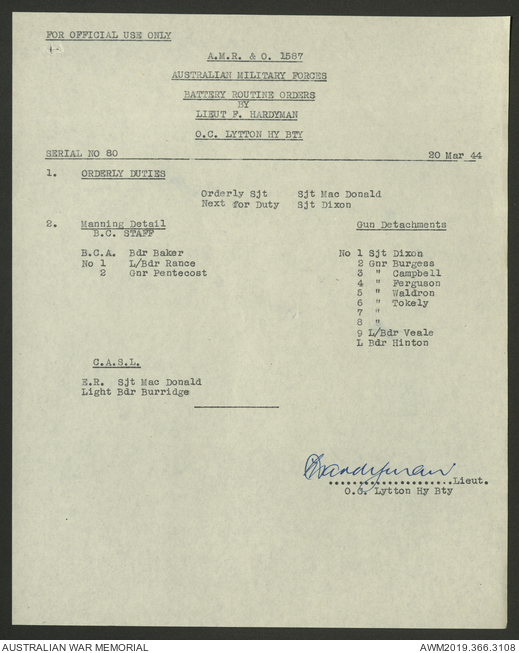 FOR OFFICIAL USE ONLY
A.M.R. & O. 1587
AUSTRALIAN MILITARY FORCES
BATTERY ROUTINE ORDERS
BY
LIEUT F. HARDYMAN
O.C. LYTTON HY BTY
SERIAL NO 80 20 Mar 44
1. ORDERLY DUTIES
Orderly Sjt Sjt Mac Donald
Next for Duty Sjt Dixon
2. Manning Detail Gun Detachments
B.C. STAFF
B.C.A. Bdr Baker No 1 Sjt Dixon
No 1 L/Bdr Rance 2 Gnr Burgess
2 Gnr Pentecost 3 " Campbell
4 " Ferguson
5 " Waldron
6 " Tokely
7 "
8 "
9 L/Bdr Veale
L Bdr Hinton
C.A.S.L.
E.R. Sjt Mac Donald
Light Bdr Burridge
Hardyman
....................Lieut.
O.C. Lytton Hy Bty
AUSTRALIAN WAR MEMORIAL AWM2019.366.3108